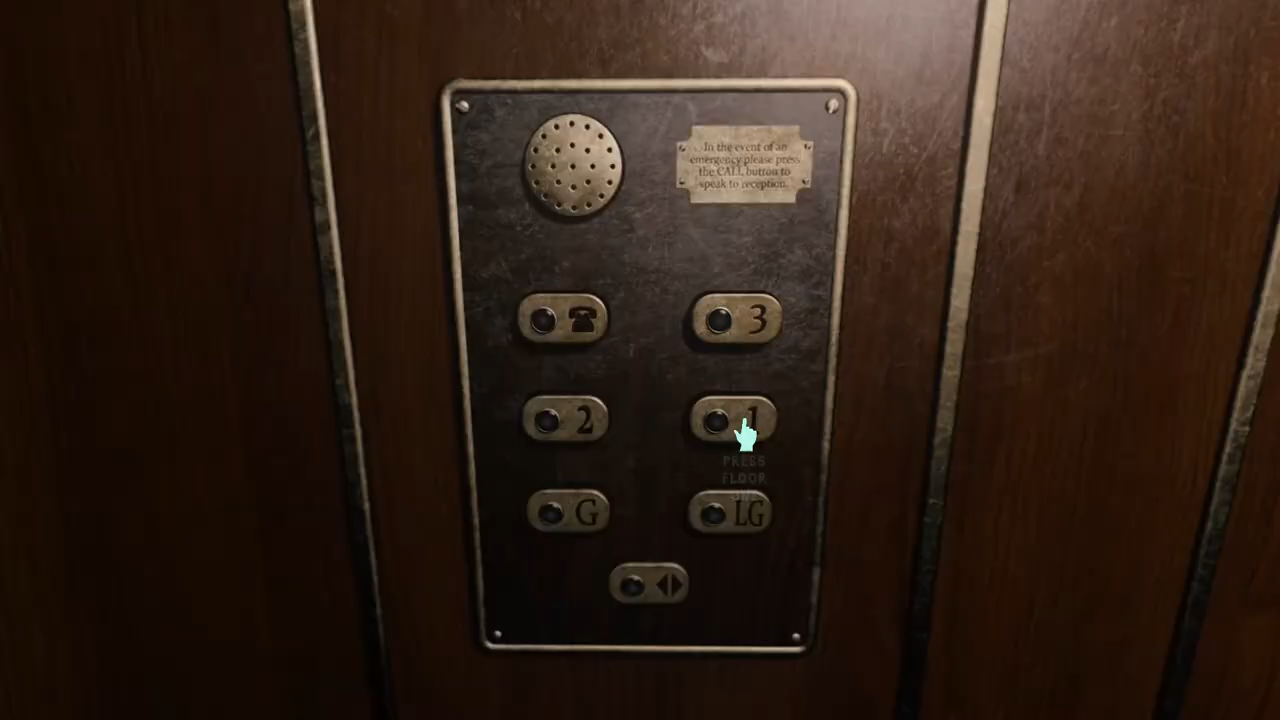 In the event of an
emergency please press
the CALL button to
speak to reception.
3
2
1
PRESS
FLOOR
G
LG